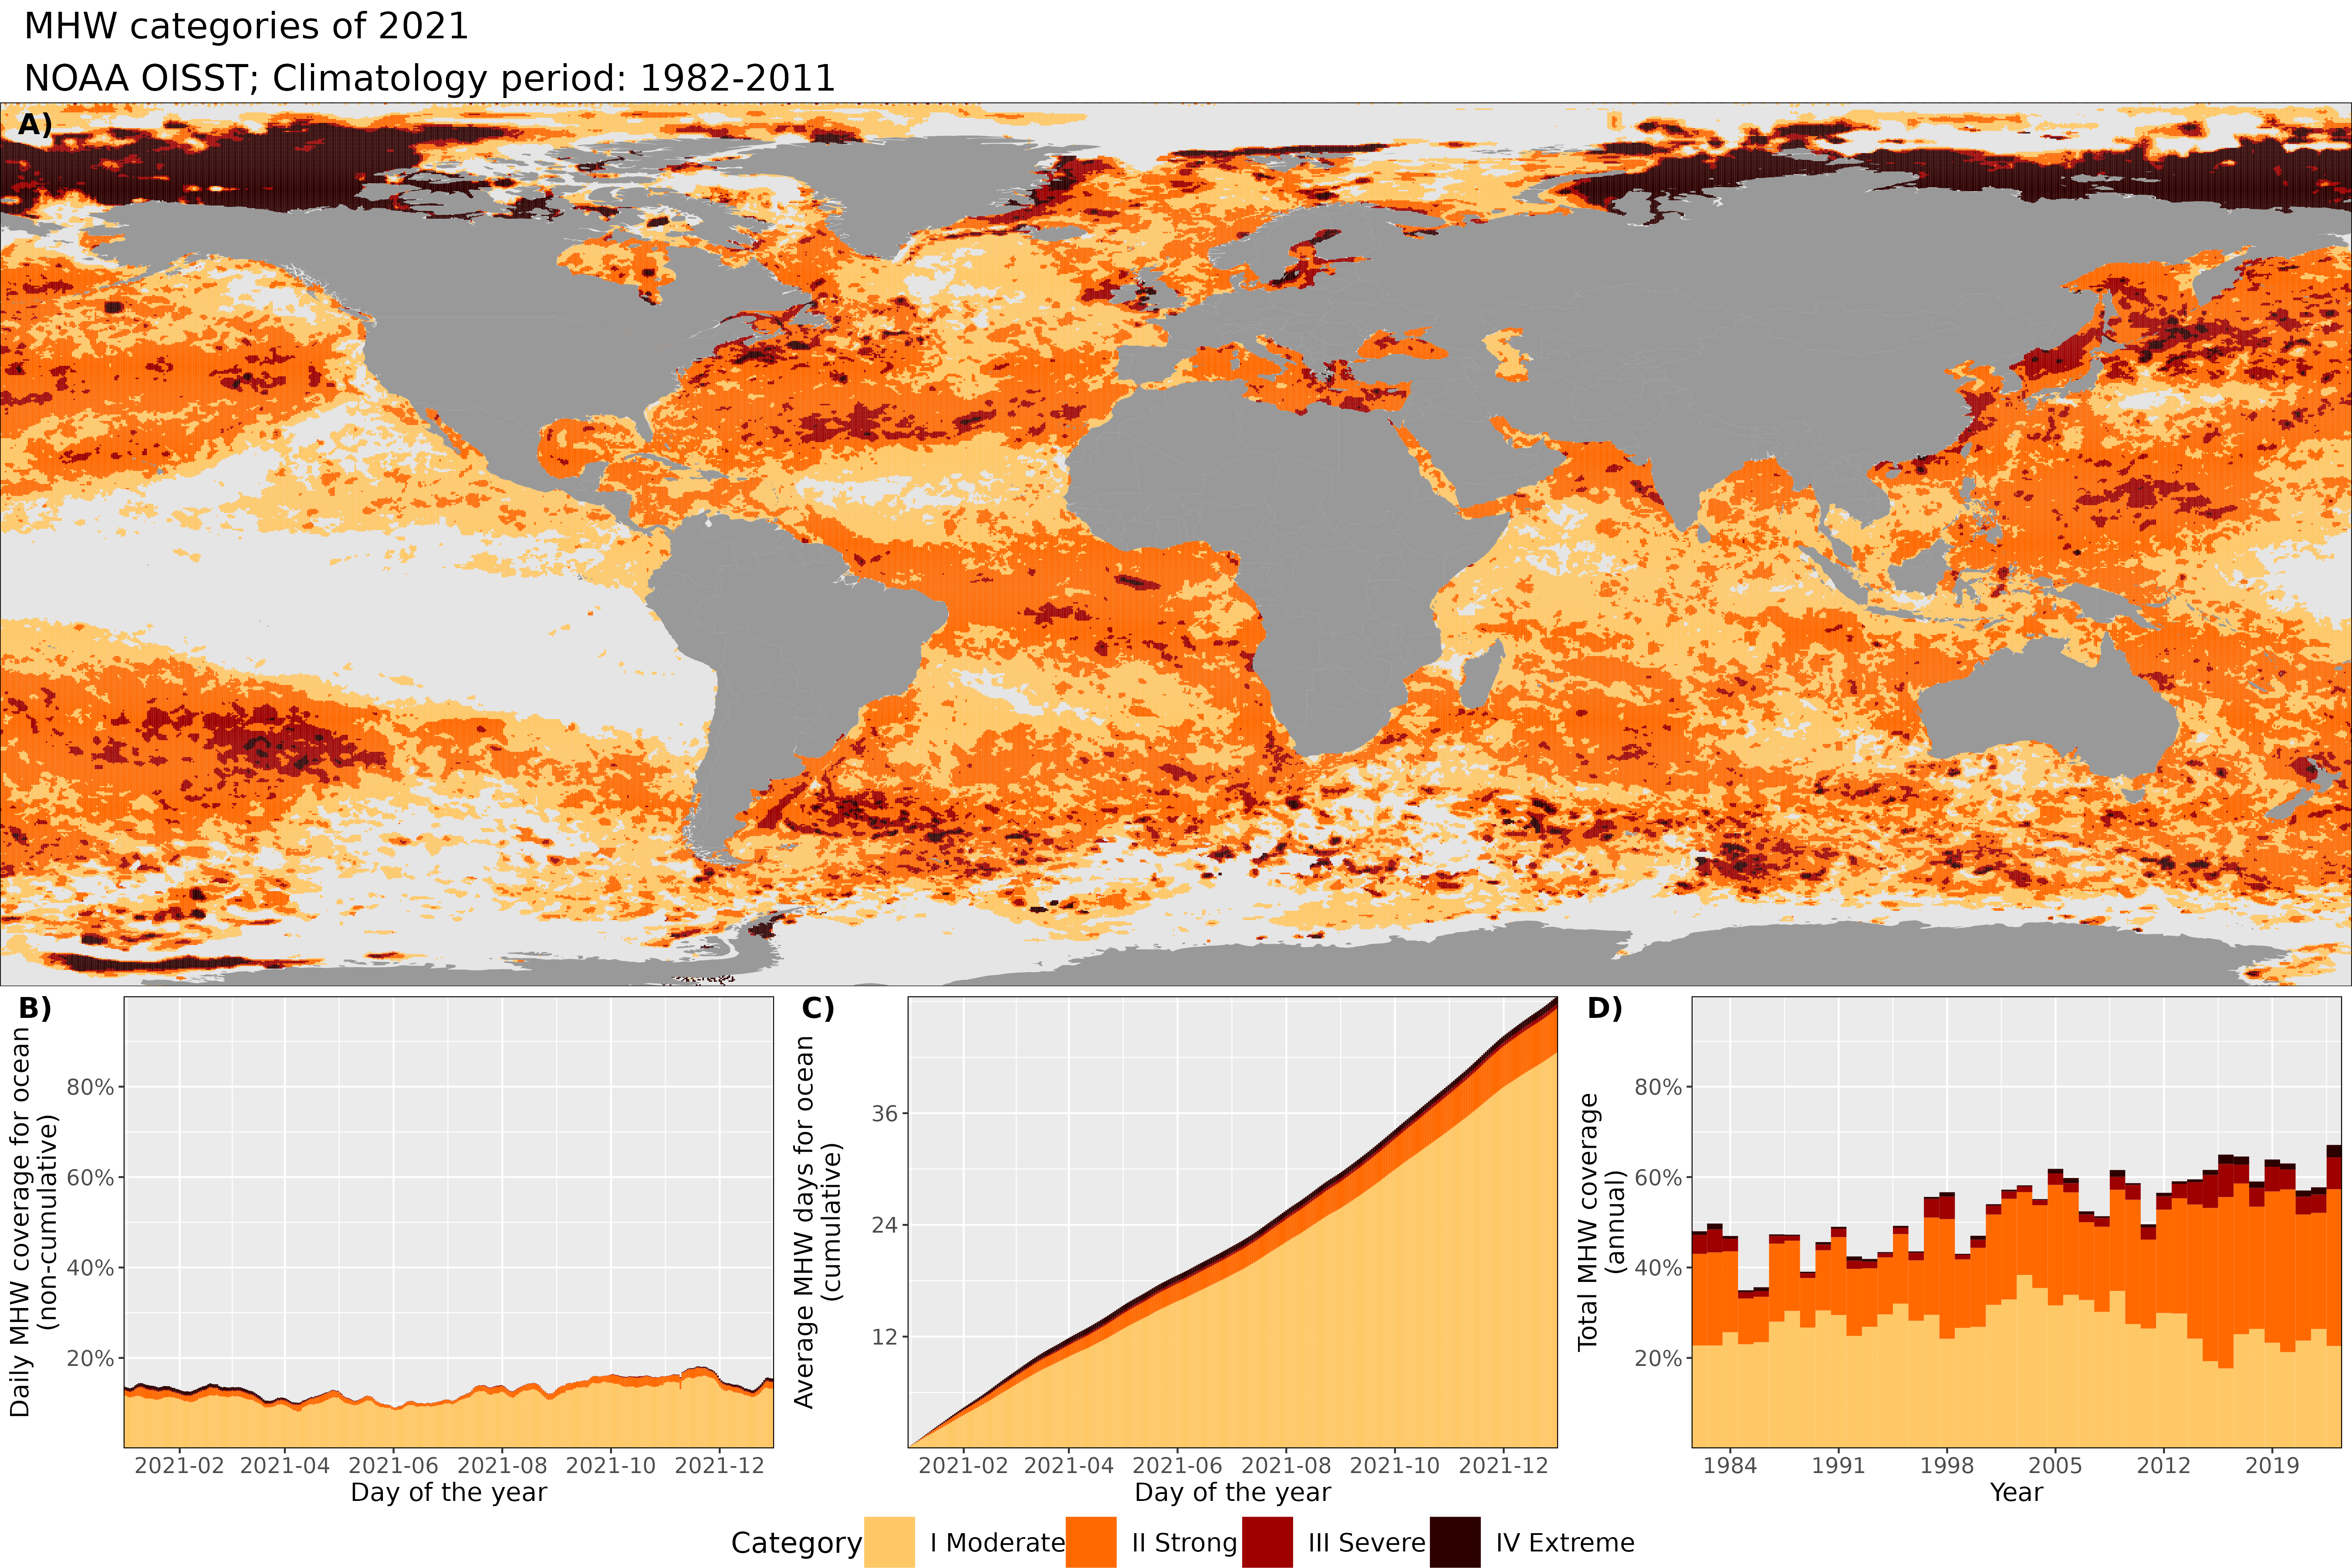 MHW categories of 2021
NOAA OISST; Climatology period: 1982-2011
A)
B)
Daily MHW coverage for ocean
(non-cumulative)
80%
60%
40%
20%
2021-02 2021-04 2021-06 2021-08 2021-10 2021-12
Day of the year
C)
Average MHW days for ocean
(cumulative)
36
24
12
2021-02 2021-04 2021-06 2021-08 2021-10 2021-12
Day of the year
D)
Total MHW coverage
(annual)
80%
60%
40%
20%
1984 1991 1998 2005 2012 2019
Year
Category I Moderate II Strong III Severe IV Extreme